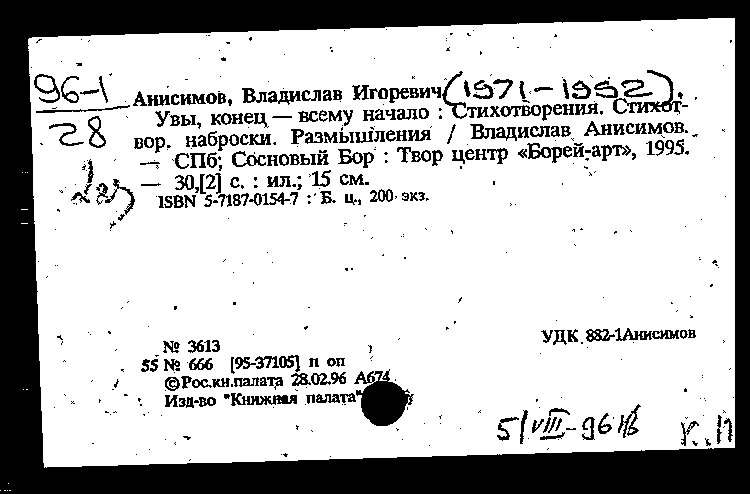 96-1
28
2 экз
Анисимов, Владислав Игоревич (1971-1992).
Увы, конец — всему начало : Стихотворения. Стихот-
вор. наброски. Размышления / Владислав Анисимов.
— СПб; Сосновый Бор : Твор центр «Борей-арт», 1995.
— 30,[2] с. : ил.; 15 см.
ISBN 5-7187-0154-7 : Б. ц., 200 экз.
№ 3613
УДК 882-1Анисимов
55 № 666 [95-37105] п оп
©Рос.кн.палата 28.02.96 А674
Изд-во "Книжная палата"
5/VIII-96